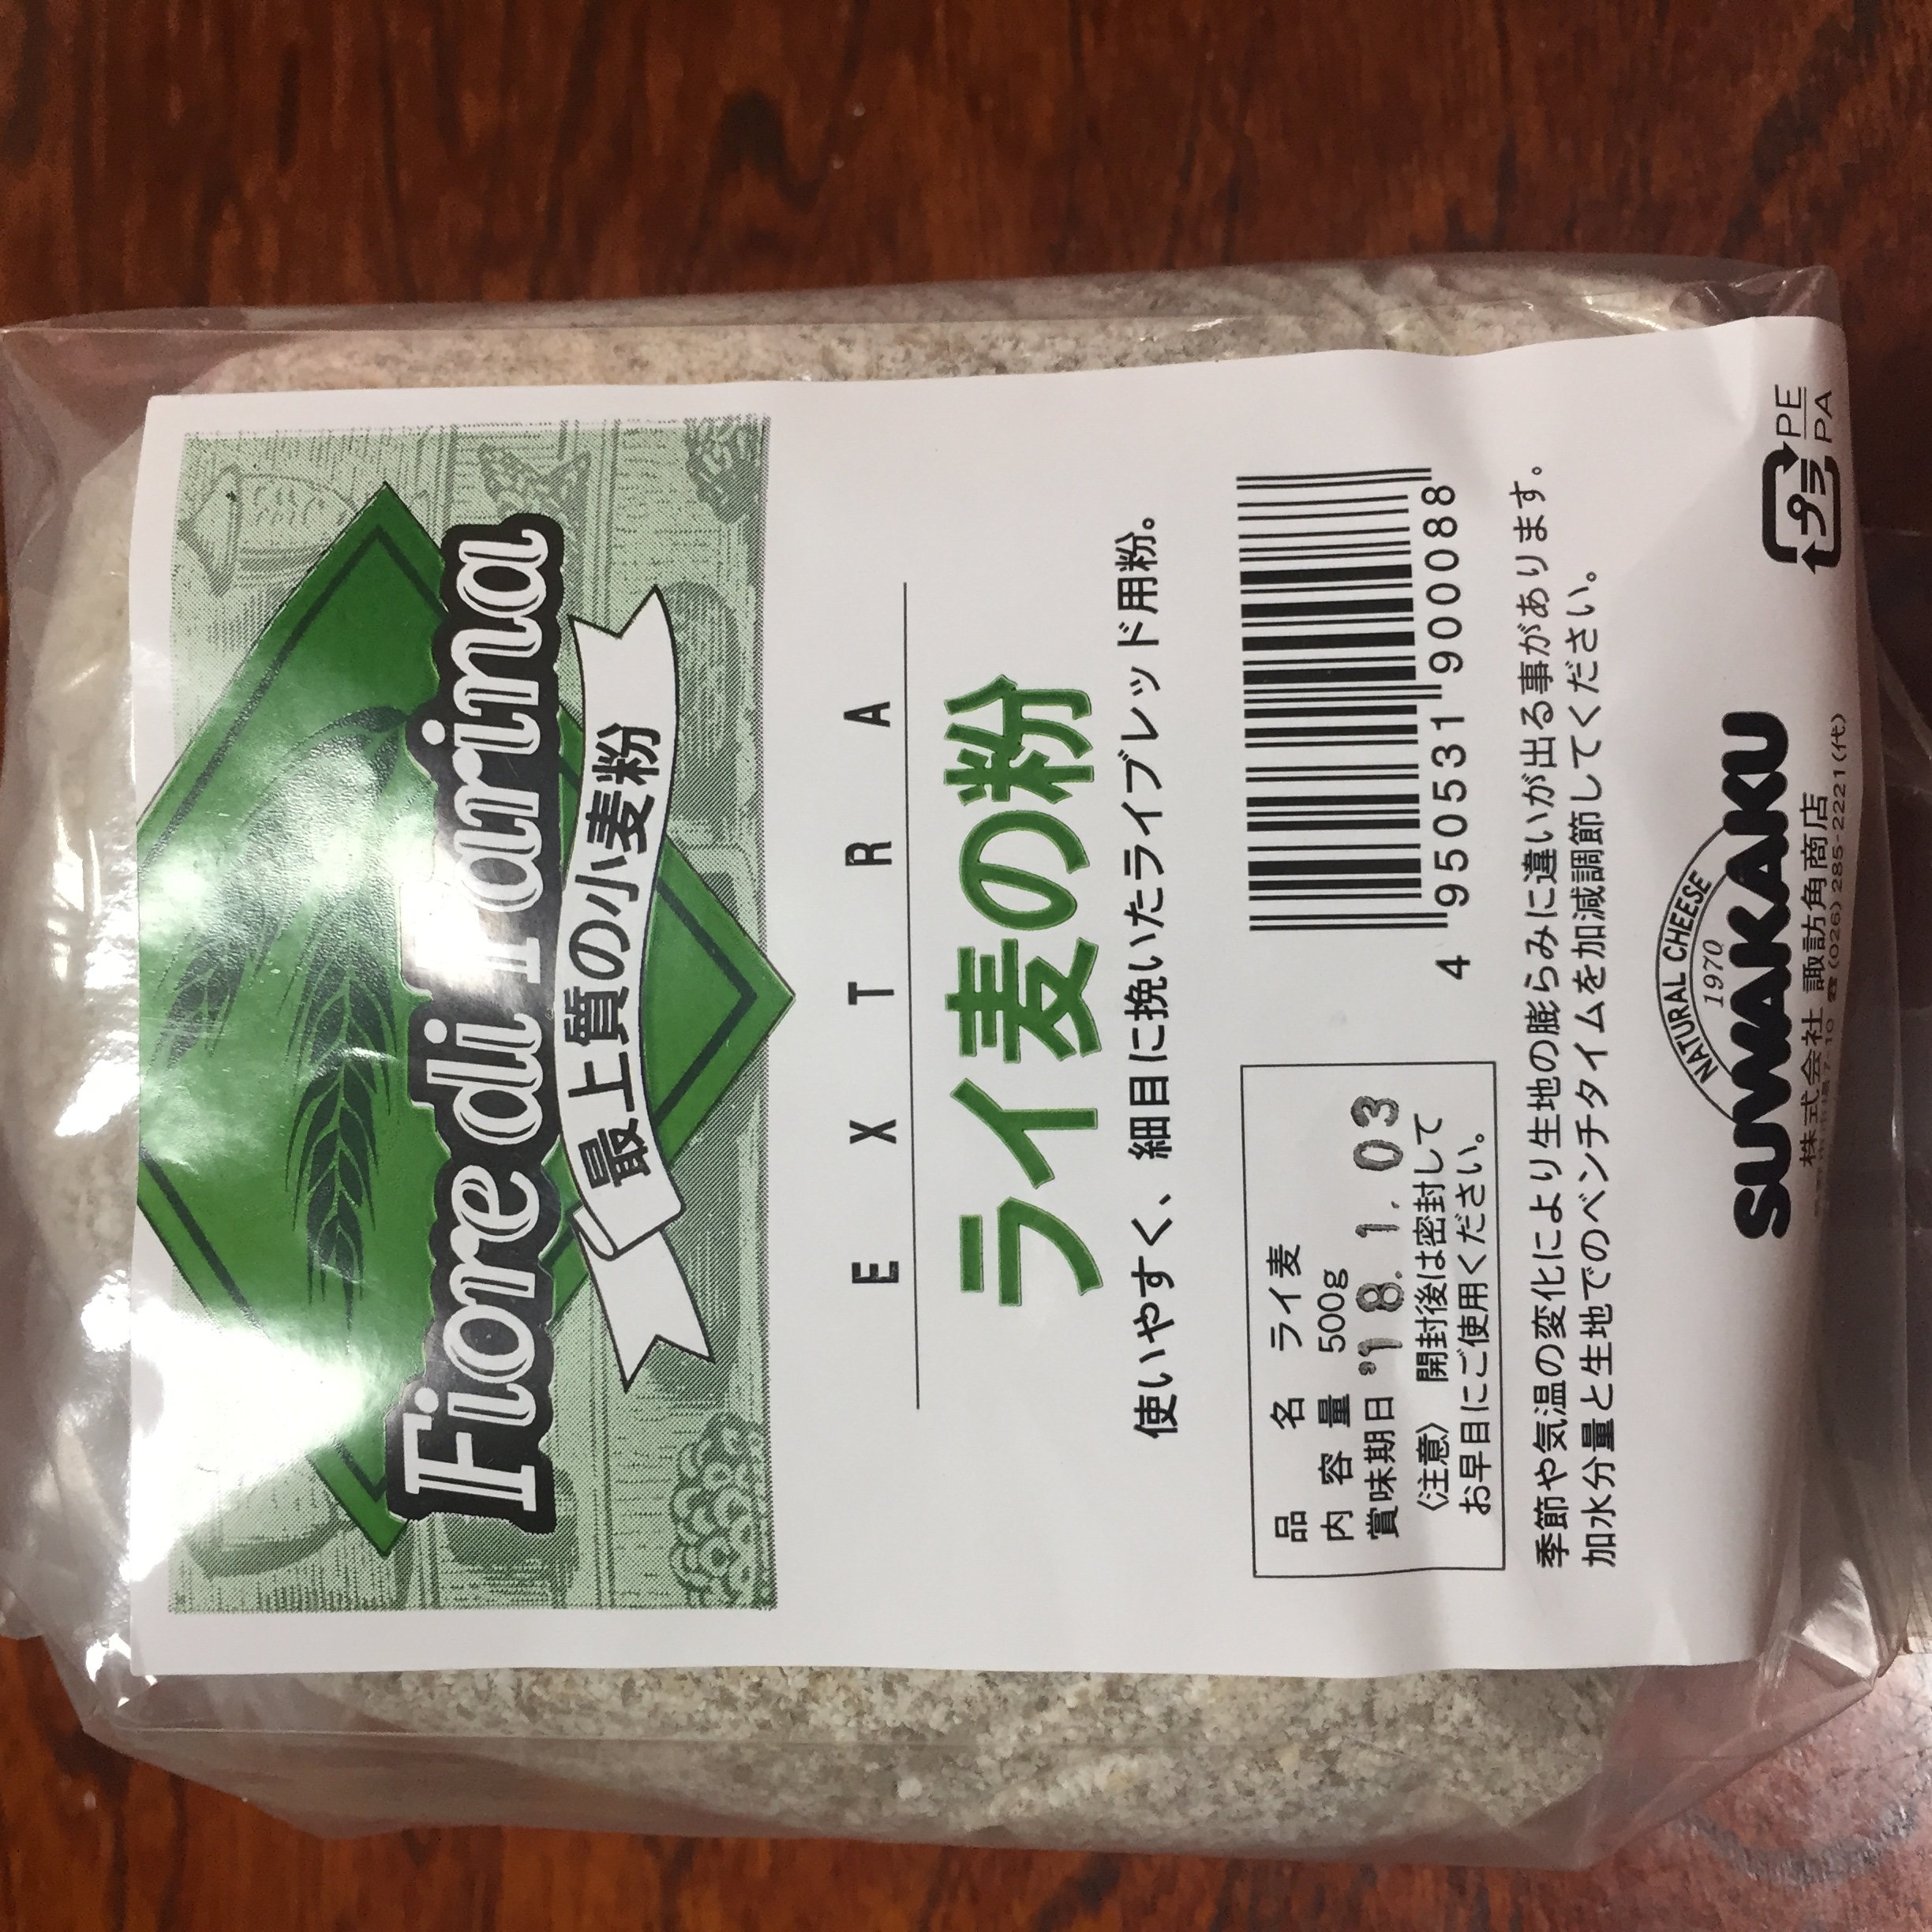 Fiore di Farina
最上質の小麦粉
EXTRA
ライ麦の粉
使いやすく、細目に挽いたライブレッド用粉。
品名 ライ麦
内容量 500g
賞味期日 '18.1.03
〈注意〉 開封後は密封して
お早目にご使用ください。
4 950531 900088
季節や気温の変化により生地の膨らみに違いが出る事があります。
加水分量と生地でのベンチタイムを加減調節してください。
NATURAL CHEESE
1970
SUWAKAKU
株式会社 諏訪角商店
7-10 ☎(026)285-2221(代)
プラ
PE
PA